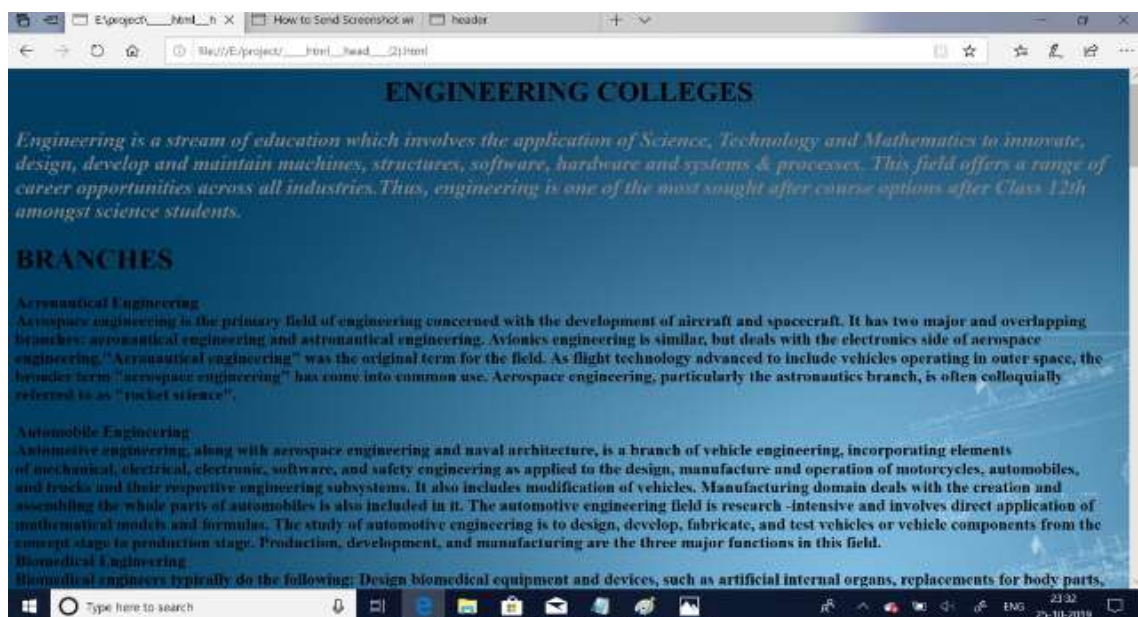 E:\project\___html__h
How to Send Screenshot wi
header
file:///E:/project/___html__head___(2).html
ENGINEERING COLLEGES
Engineering is a stream of education which involves the application of Science, Technology and Mathematics to innovate,
design, develop and maintain machines, structures, software, hardware and systems & processes. This field offers a range of
career opportunities across all industries.Thus, engineering is one of the most sought after course options after Class 12th
amongst science students.
BRANCHES
Aeronautical Engineering
Aerospace engineering is the primary field of engineering concerned with the development of aircraft and spacecraft. It has two major and overlapping
branches: aeronautical engineering and astronautical engineering. Avionics engineering is similar, but deals with the electronics side of aerospace
engineering."Aeronautical engineering" was the original term for the field. As flight technology advanced to include vehicles operating in outer space, the
broader term "aerospace engineering" has come into common use. Aerospace engineering, particularly the astronautics branch, is often colloquially
referred to as "rocket science".
Automobile Engineering
Automotive engineering, along with aerospace engineering and naval architecture, is a branch of vehicle engineering, incorporating elements
of mechanical, electrical, electronic, software, and safety engineering as applied to the design, manufacture and operation of motorcycles, automobiles,
and trucks and their respective engineering subsystems. It also includes modification of vehicles. Manufacturing domain deals with the creation and
assembling the whole parts of automobiles is also included in it. The automotive engineering field is research -intensive and involves direct application of
mathematical models and formulas. The study of automotive engineering is to design, develop, fabricate, and test vehicles or vehicle components from the
concept stage to production stage. Production, development, and manufacturing are the three major functions in this field.
Biomedical Engineering
Biomedical engineers typically do the following: Design biomedical equipment and devices, such as artificial internal organs, replacements for body parts,
Type here to search
ENG
23:32
25-10-2019